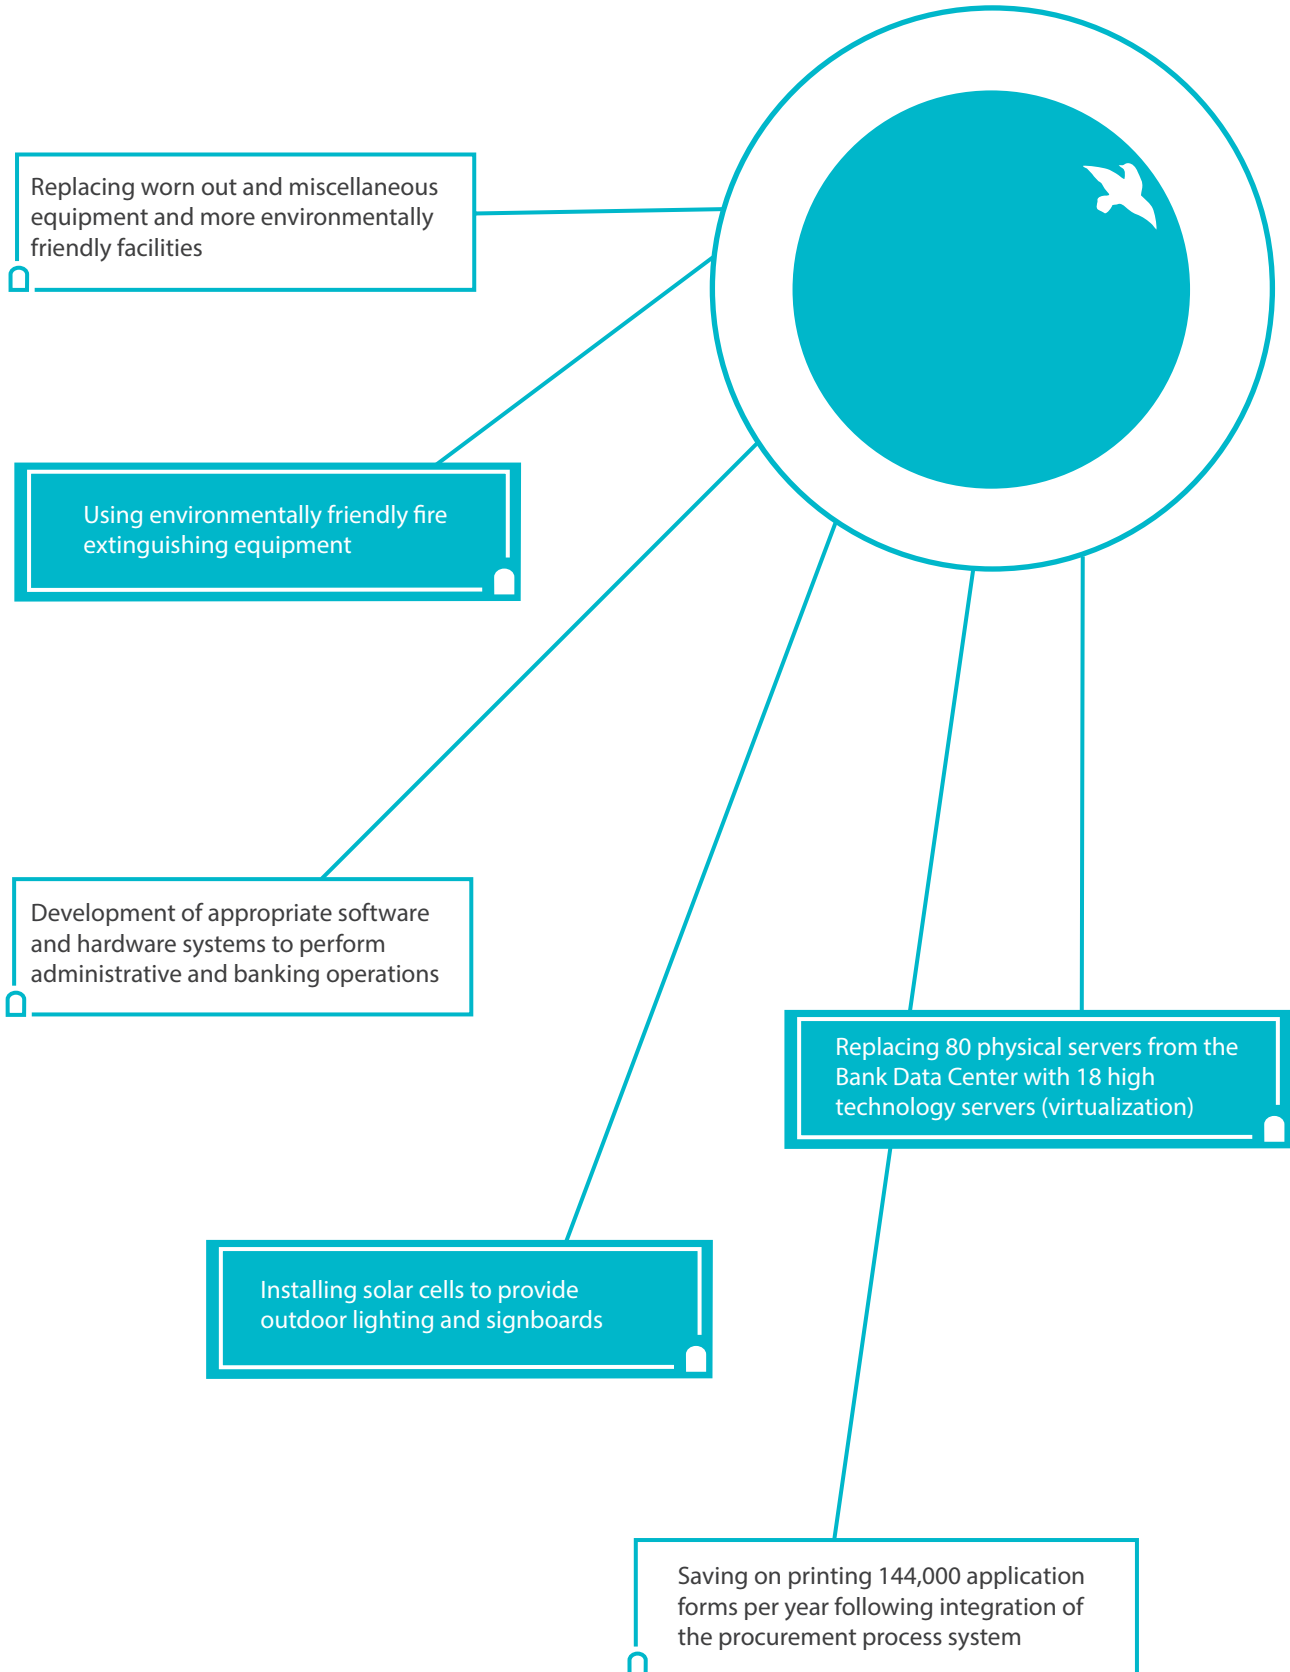 Replacing worn out and miscellaneous
equipment and more environmentally
friendly facilities
Using environmentally friendly fire
extinguishing equipment
Development of appropriate software
and hardware systems to perform
administrative and banking operations
Replacing 80 physical servers from the
Bank Data Center with 18 high
technology servers (virtualization)
Installing solar cells to provide
outdoor lighting and signboards
Saving on printing 144,000 application
forms per year following integration of
the procurement process system